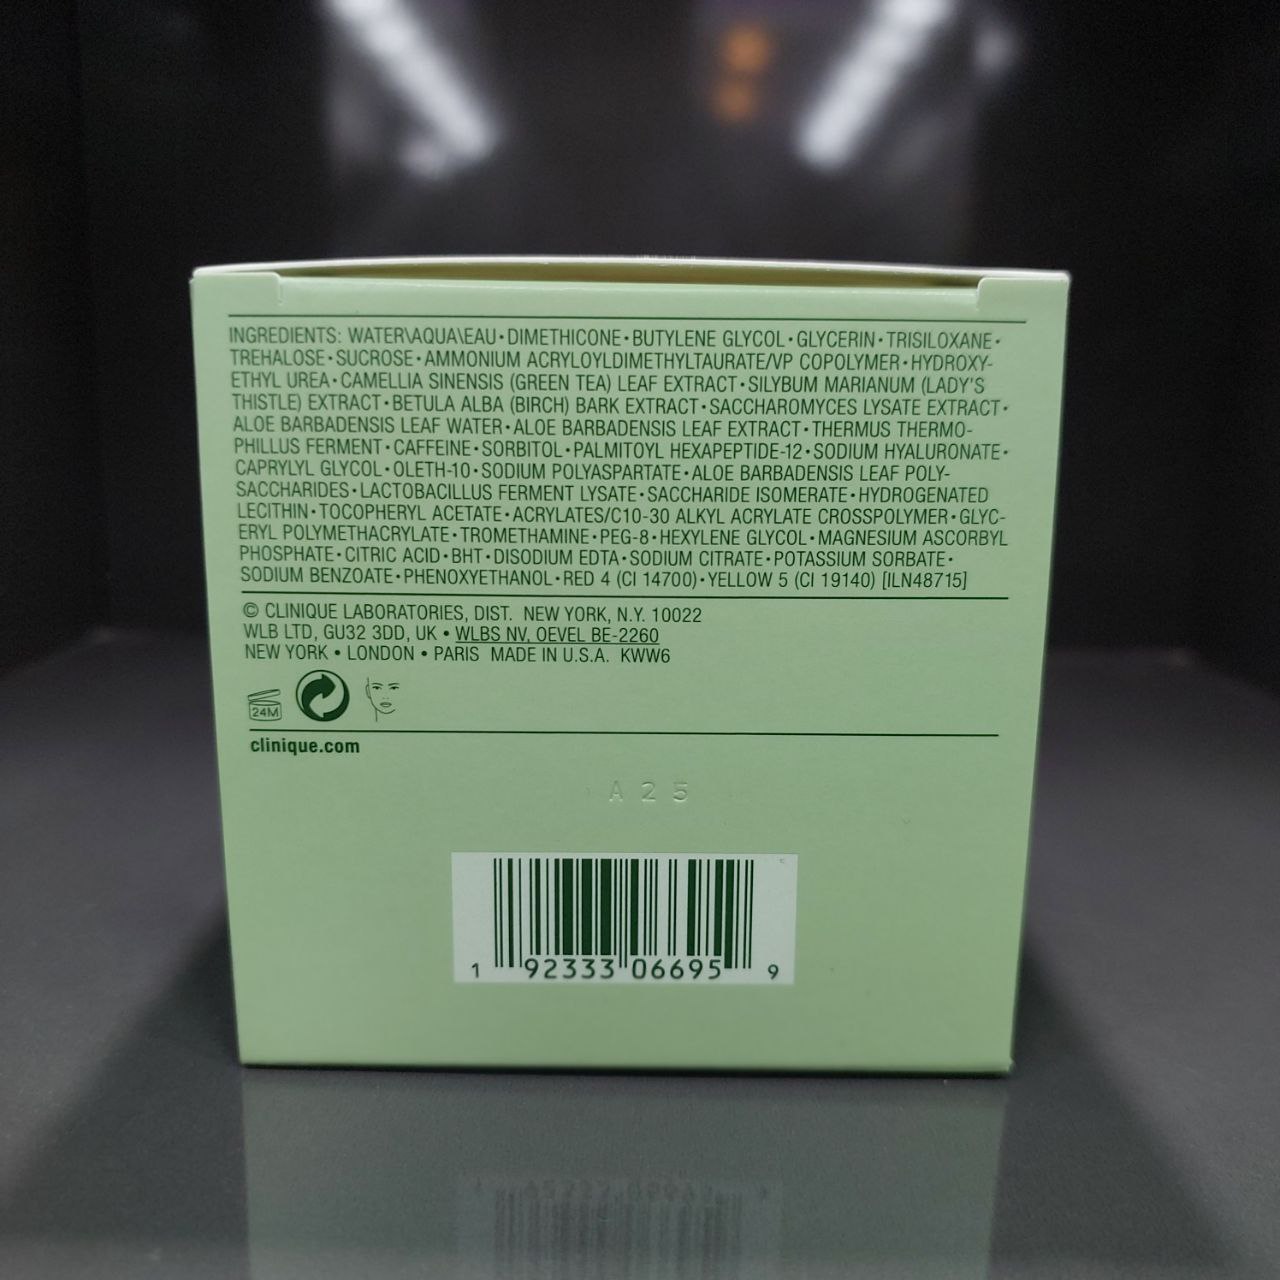 INGREDIENTS: WATER\AQUA\EAU • DIMETHICONE • BUTYLENE GLYCOL • GLYCERIN • TRISILOXANE •
TREHALOSE • SUCROSE • AMMONIUM ACRYLOYLDIMETHYLTAURATE/VP COPOLYMER • HYDROXY-
ETHYL UREA • CAMELLIA SINENSIS (GREEN TEA) LEAF EXTRACT • SILYBUM MARIANUM (LADY'S
THISTLE) EXTRACT • BETULA ALBA (BIRCH) BARK EXTRACT • SACCHAROMYCES LYSATE EXTRACT •
ALOE BARBADENSIS LEAF WATER • ALOE BARBADENSIS LEAF EXTRACT • THERMUS THERMO-
PHILLUS FERMENT • CAFFEINE • SORBITOL • PALMITOYL HEXAPEPTIDE-12 • SODIUM HYALURONATE •
CAPRYLYL GLYCOL • OLETH-10 • SODIUM POLYASPARTATE • ALOE BARBADENSIS LEAF POLY-
SACCHARIDES • LACTOBACILLUS FERMENT LYSATE • SACCHARIDE ISOMERATE • HYDROGENATED
LECITHIN • TOCOPHERYL ACETATE • ACRYLATES/C10-30 ALKYL ACRYLATE CROSSPOLYMER • GLYC-
ERYL POLYMETHACRYLATE • TROMETHAMINE • PEG-8 • HEXYLENE GLYCOL • MAGNESIUM ASCORBYL
PHOSPHATE • CITRIC ACID • BHT • DISODIUM EDTA • SODIUM CITRATE • POTASSIUM SORBATE •
SODIUM BENZOATE • PHENOXYETHANOL • RED 4 (CI 14700) • YELLOW 5 (CI 19140) [ILN48715]
© CLINIQUE LABORATORIES, DIST. NEW YORK, N.Y. 10022
WLB LTD, GU32 3DD, UK • WLBS NV, OEVEL BE-2260
NEW YORK • LONDON • PARIS MADE IN U.S.A. KWW6
24M
clinique.com
A 2 5
1 92333 06695 9